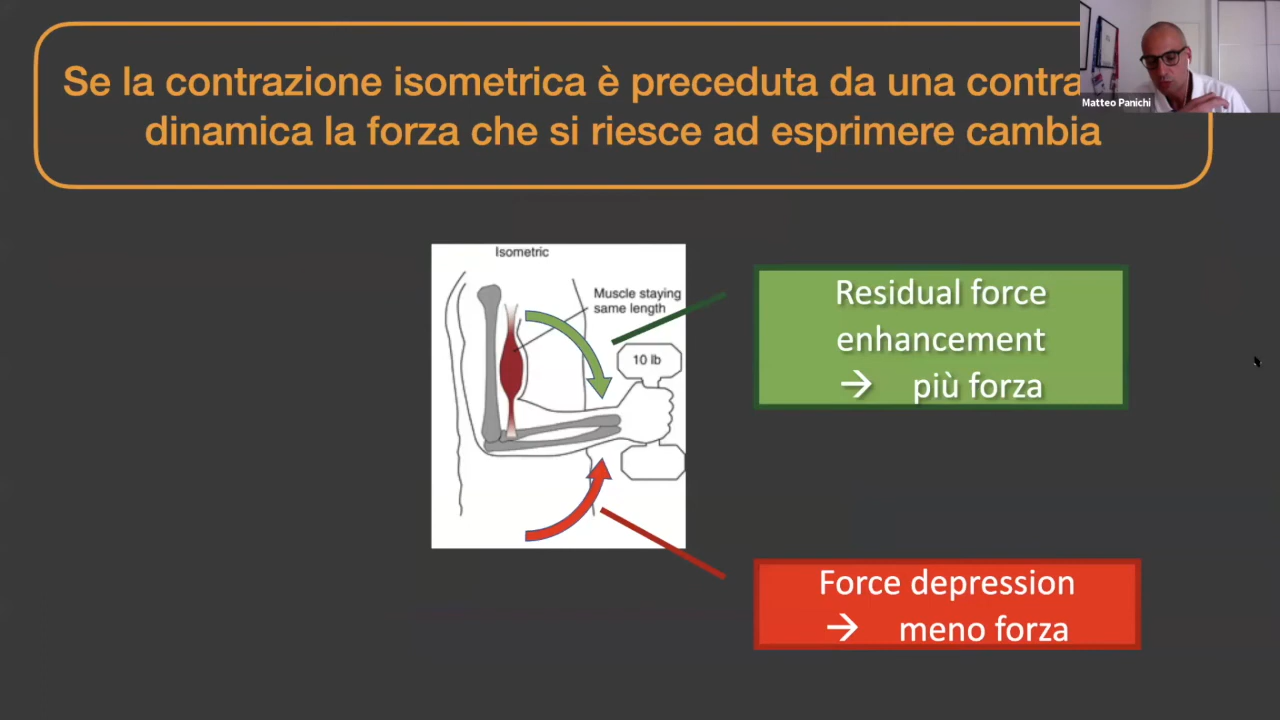 Se la contrazione isometrica è preceduta da una contra
dinamica la forza che si riesce ad esprimere cambia
Matteo Panichi
Isometric
Muscle staying
same length
10 lb
Residual force
enhancement
→ più forza
Force depression
→ meno forza